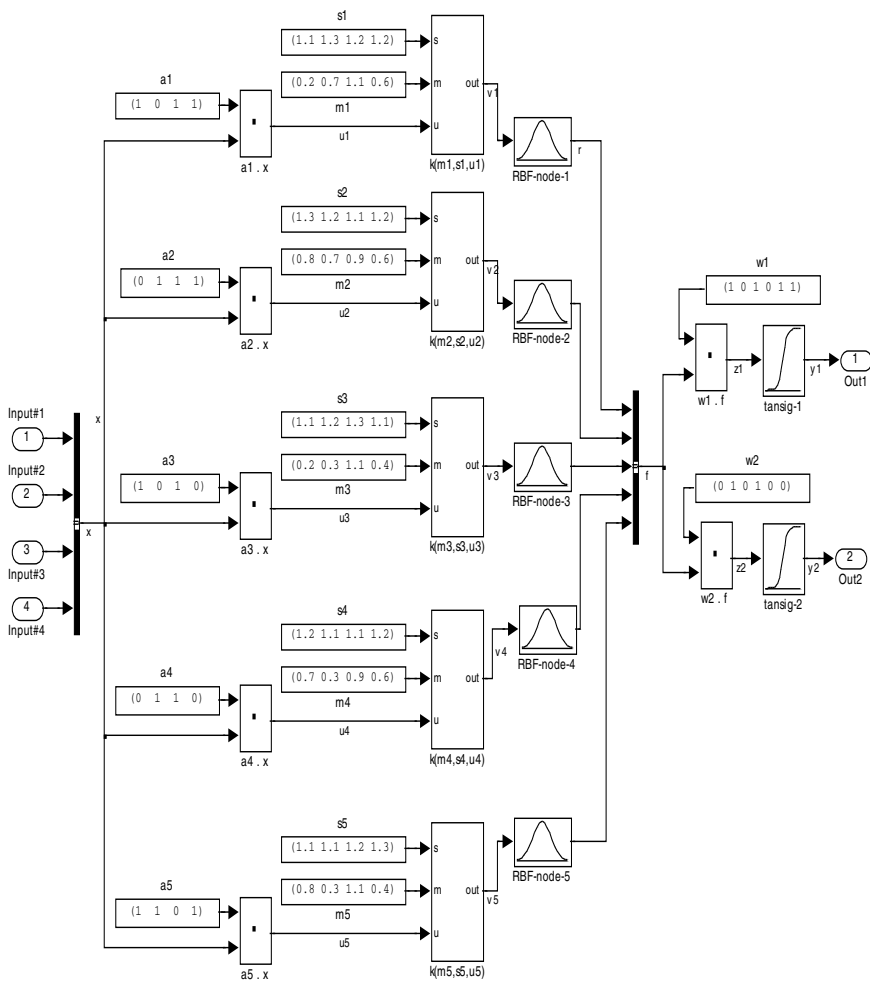 s1
(1.1 1.3 1.2 1.2)
s
a1
(1 0 1 1)
(0.2 0.7 1.1 0.6)
m
out
v1
m1
u
u1
a1 . x
k(m1,s1,u1)
RBF-node-1
r
s2
(1.3 1.2 1.1 1.2)
s
a2
(0 1 1 1)
(0.8 0.7 0.9 0.6)
m
out
v2
m2
u
u2
a2 . x
k(m2,s2,u2)
RBF-node-2
w1
(1 0 1 0 1 1)
z1
y1
1
Out1
w1 . f
tansig-1
s3
(1.1 1.2 1.3 1.1)
s
Input#1
1
x
a3
(1 0 1 0)
(0.2 0.3 1.1 0.4)
m
out
v3
m3
u
u3
a3 . x
k(m3,s3,u3)
RBF-node-3
f
w2
(0 1 0 1 0 0)
z2
y2
2
Out2
w2 . f
tansig-2
Input#2
2
x
3
Input#3
4
Input#4
s4
(1.2 1.1 1.1 1.2)
s
a4
(0 1 1 0)
(0.7 0.3 0.9 0.6)
m
out
v4
m4
u
u4
a4 . x
k(m4,s4,u4)
RBF-node-4
s5
(1.1 1.1 1.2 1.3)
s
a5
(1 1 0 1)
(0.8 0.3 1.1 0.4)
m
out
v5
m5
u
u5
a5 . x
k(m5,s5,u5)
RBF-node-5